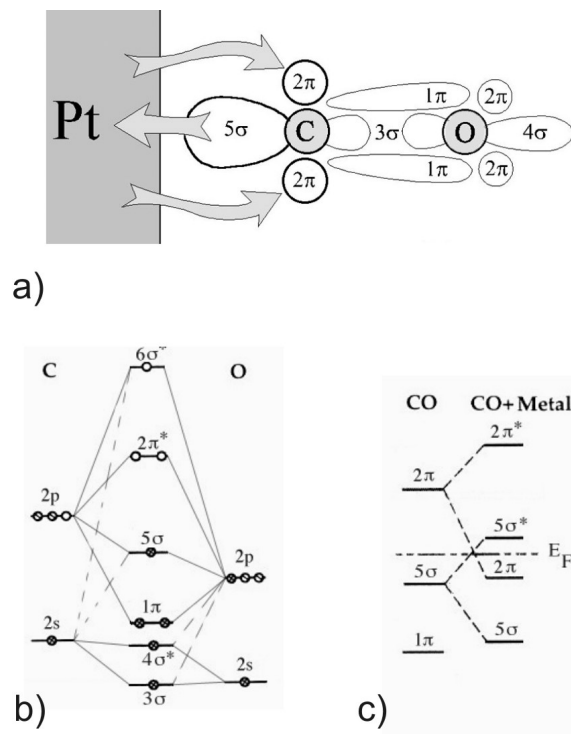 2π 1π 2π
Pt 5σ C 3σ O 4σ
2π 1π 2π
a)
6σ*
C O
2π*
2p
5σ
2p
1π
2s
4σ* 2s
3σ
b)
CO CO+Metal
2π*
2π
5σ*
E_F
5σ 2π
1π 5σ
c)